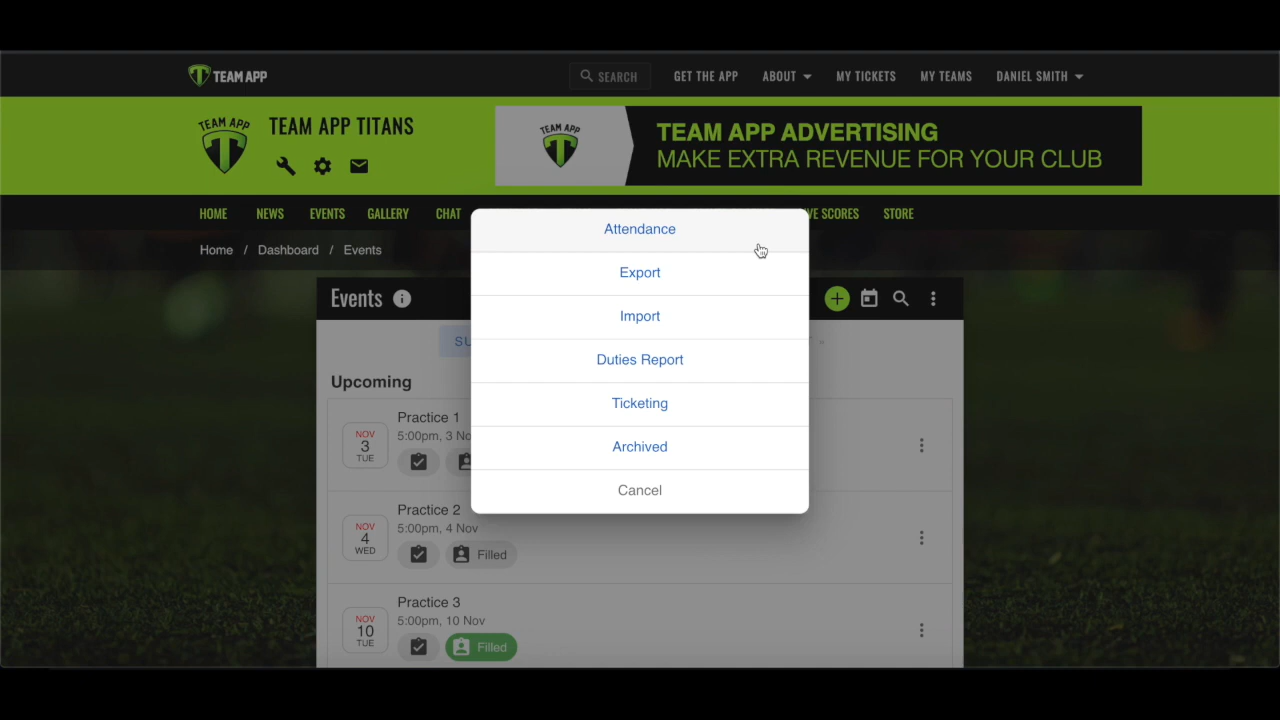 TEAM APP
SEARCH
GET THE APP
ABOUT
MY TICKETS
MY TEAMS
DANIEL SMITH
TEAM APP
TEAM APP TITANS
TEAM APP
TEAM APP ADVERTISING
MAKE EXTRA REVENUE FOR YOUR CLUB
HOME
NEWS
EVENTS
GALLERY
CHAT
SCORES
STORE
Home / Dashboard / Events
Attendance
Export
Import
Duties Report
Ticketing
Archived
Cancel
Events
Upcoming
NOV
3
TUE
Practice 1
5:00pm, 3 No
NOV
4
WED
Practice 2
5:00pm, 4 Nov
Filled
NOV
10
TUE
Practice 3
5:00pm, 10 Nov
Filled